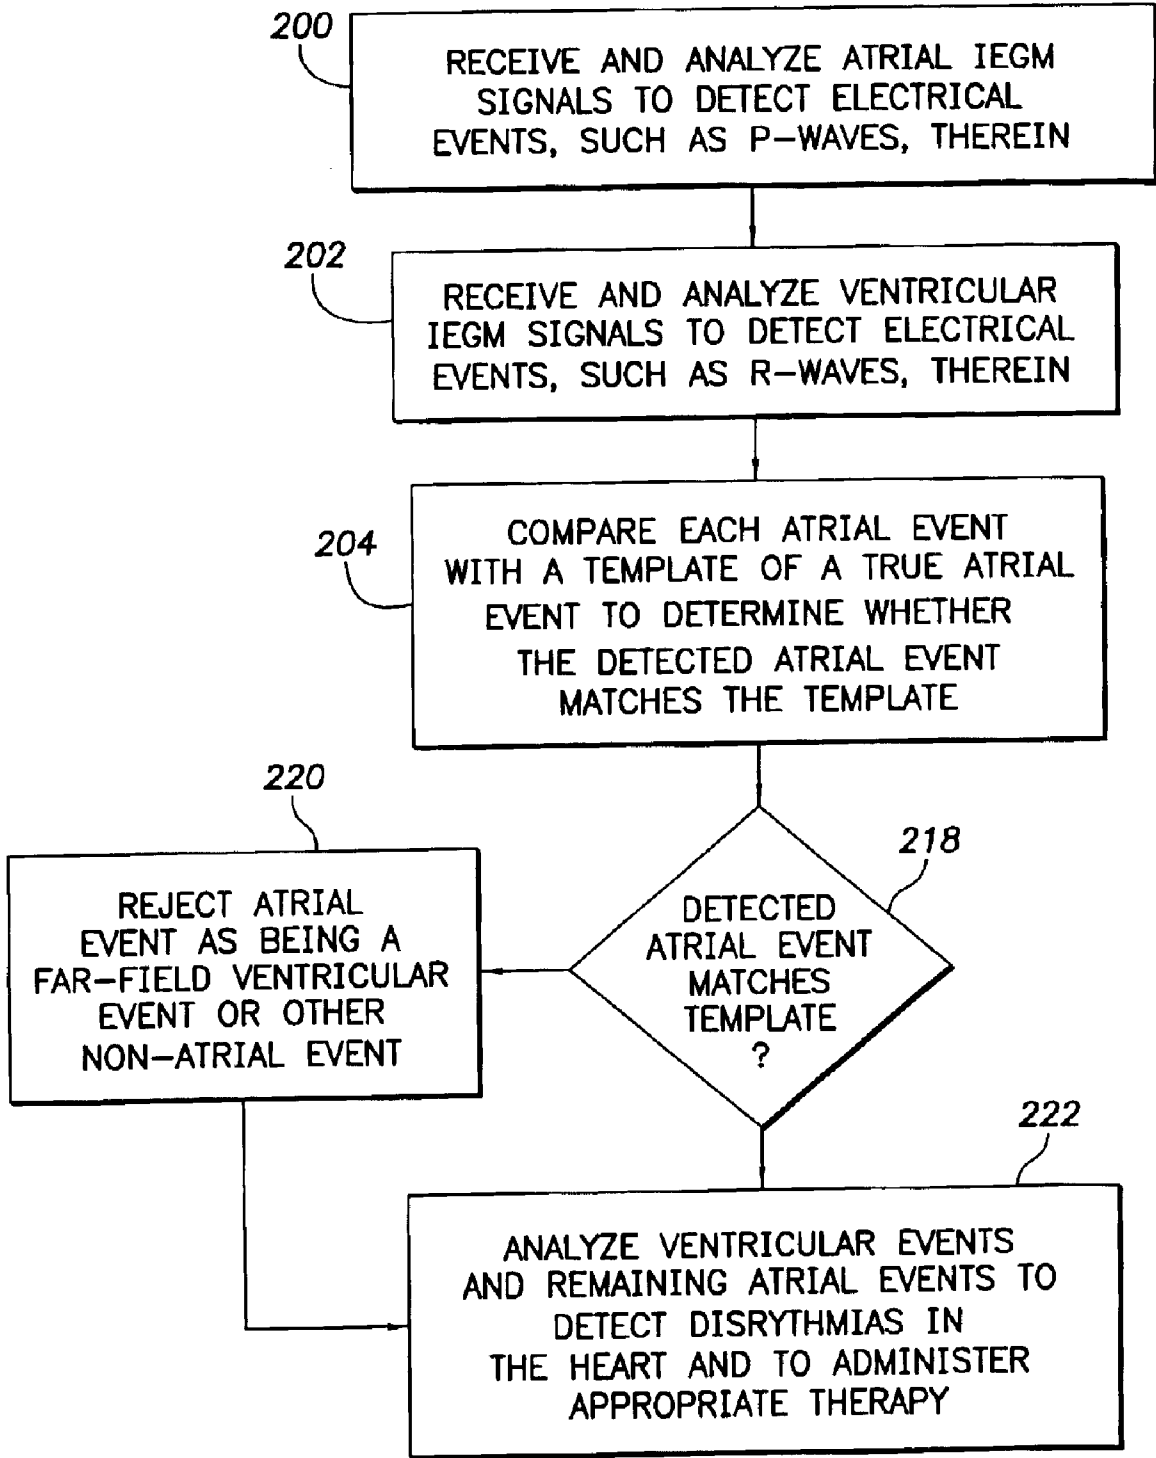 200
RECEIVE AND ANALYZE ATRIAL IEGM
SIGNALS TO DETECT ELECTRICAL
EVENTS, SUCH AS P-WAVES, THEREIN
202
RECEIVE AND ANALYZE VENTRICULAR
IEGM SIGNALS TO DETECT ELECTRICAL
EVENTS, SUCH AS R-WAVES, THEREIN
204
COMPARE EACH ATRIAL EVENT
WITH A TEMPLATE OF A TRUE ATRIAL
EVENT TO DETERMINE WHETHER
THE DETECTED ATRIAL EVENT
MATCHES THE TEMPLATE
218
DETECTED
ATRIAL EVENT
MATCHES
TEMPLATE
?
220
REJECT ATRIAL
EVENT AS BEING A
FAR-FIELD VENTRICULAR
EVENT OR OTHER
NON-ATRIAL EVENT
222
ANALYZE VENTRICULAR EVENTS
AND REMAINING ATRIAL EVENTS TO
DETECT DISRYTHMIAS IN
THE HEART AND TO ADMINISTER
APPROPRIATE THERAPY